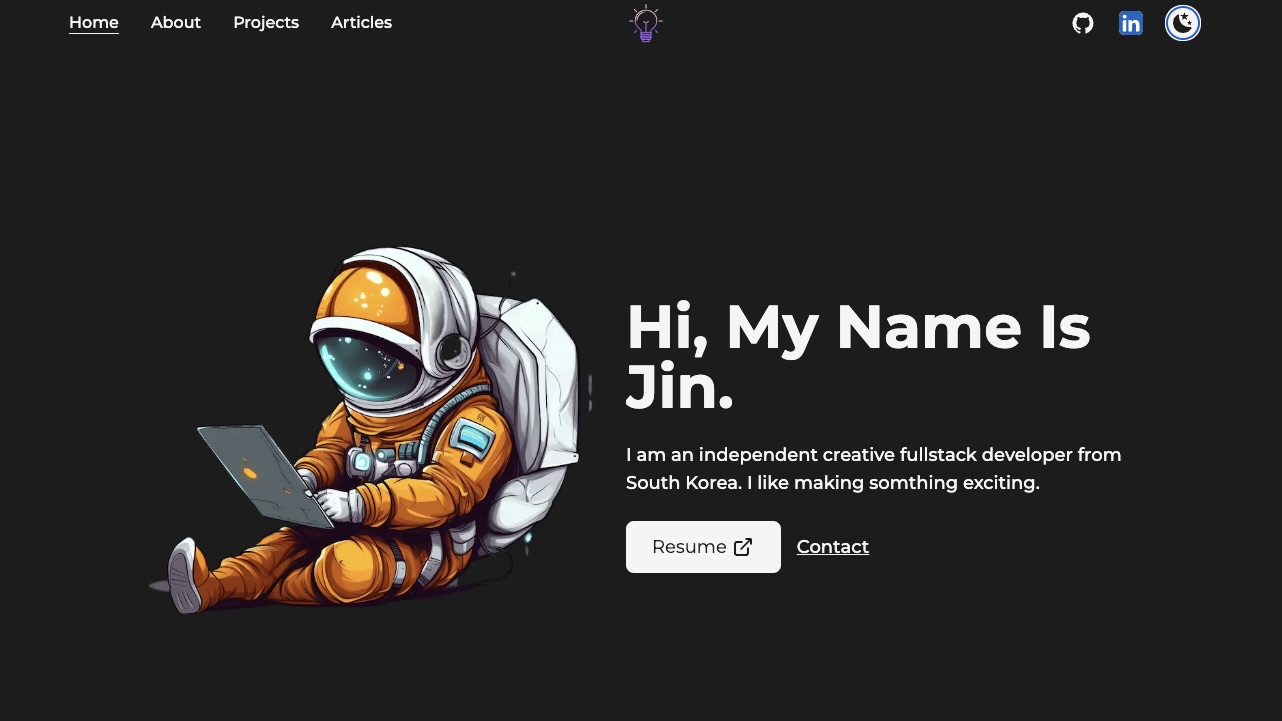 Home About Projects Articles
in
Hi, My Name Is
Jin.
I am an independent creative fullstack developer from
South Korea. I like making somthing exciting.
Resume Contact